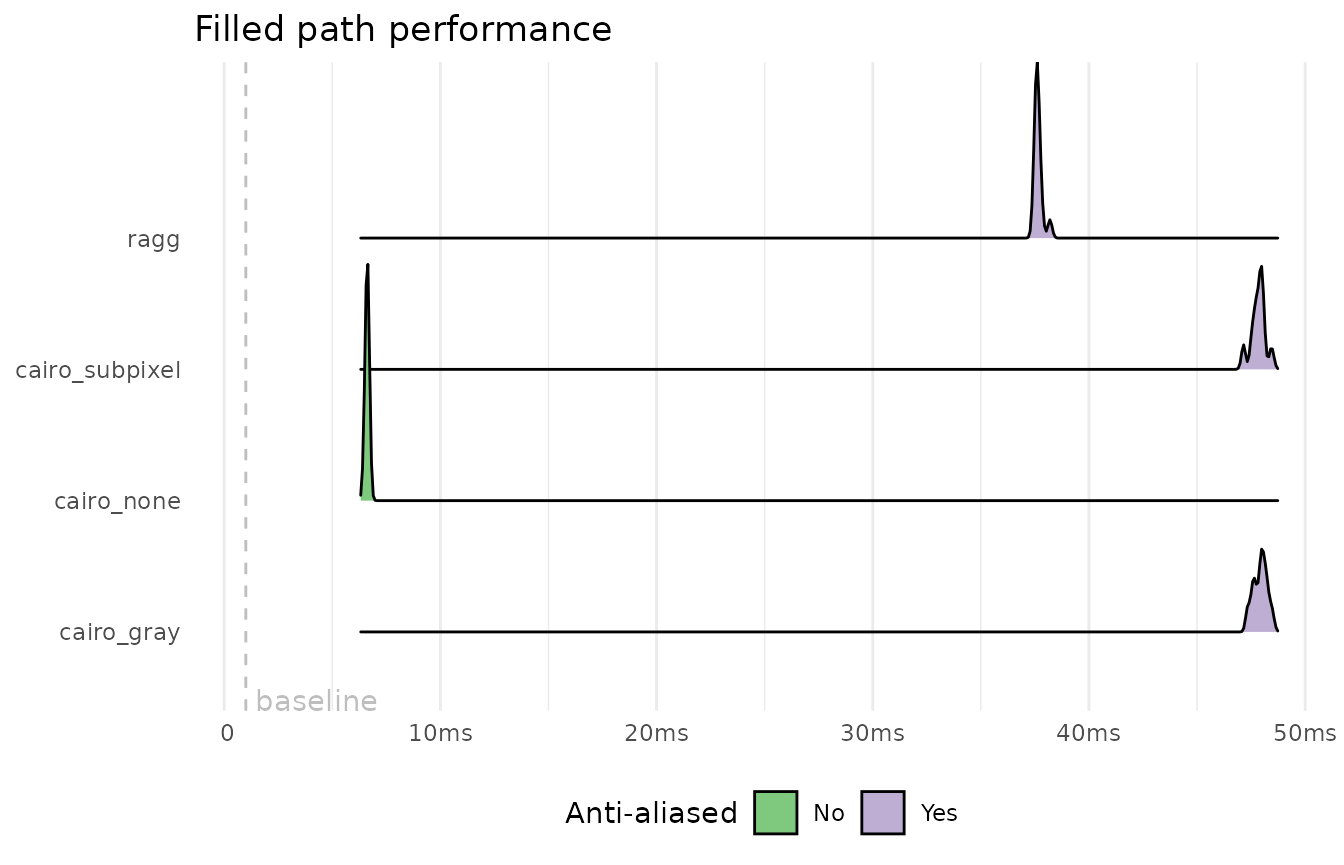 Filled path performance
ragg
cairo_subpixel
cairo_none
cairo_gray
baseline
0 10ms 20ms 30ms 40ms 50ms
Anti-aliased No Yes